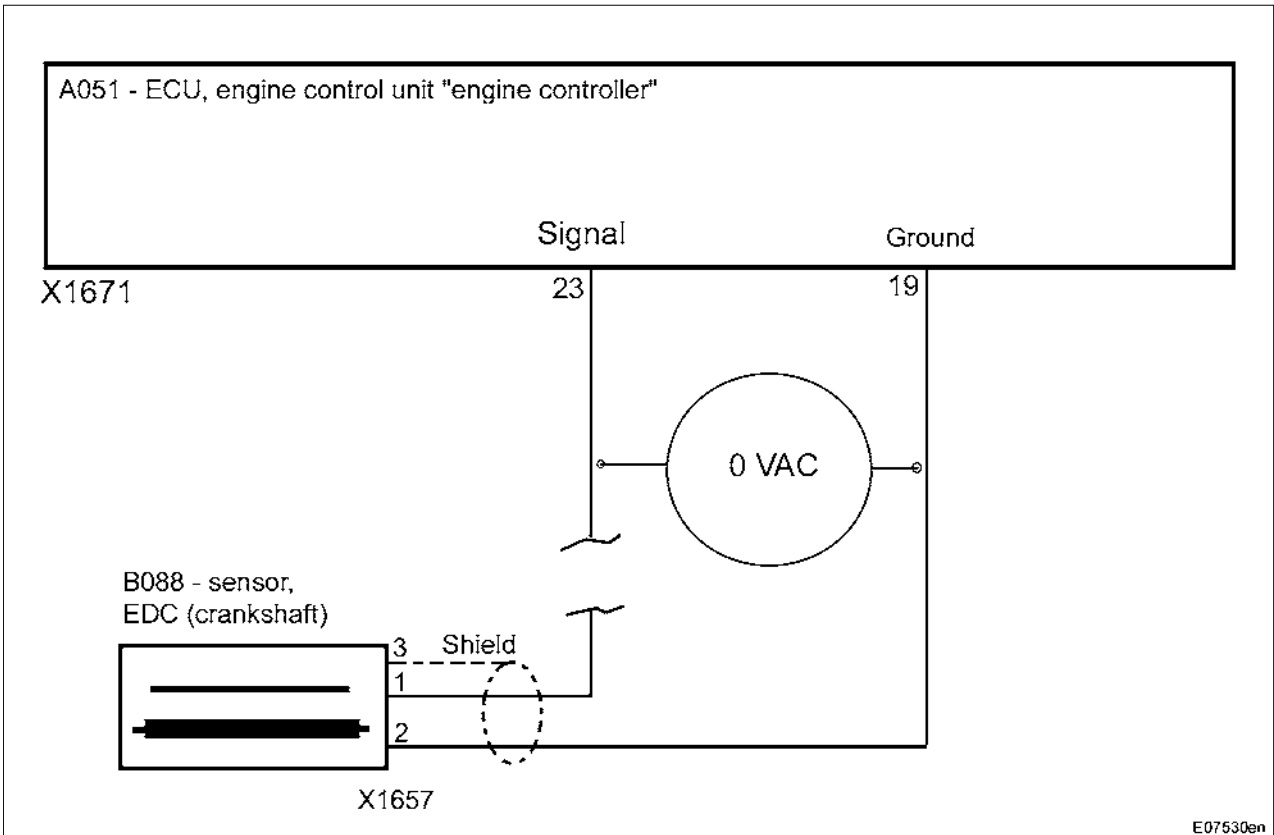 A051 - ECU, engine control unit "engine controller"
Signal
Ground
X1671
23
19
0 VAC
B088 - sensor,
EDC (crankshaft)
3
Shield
1
2
X1657
E07530en